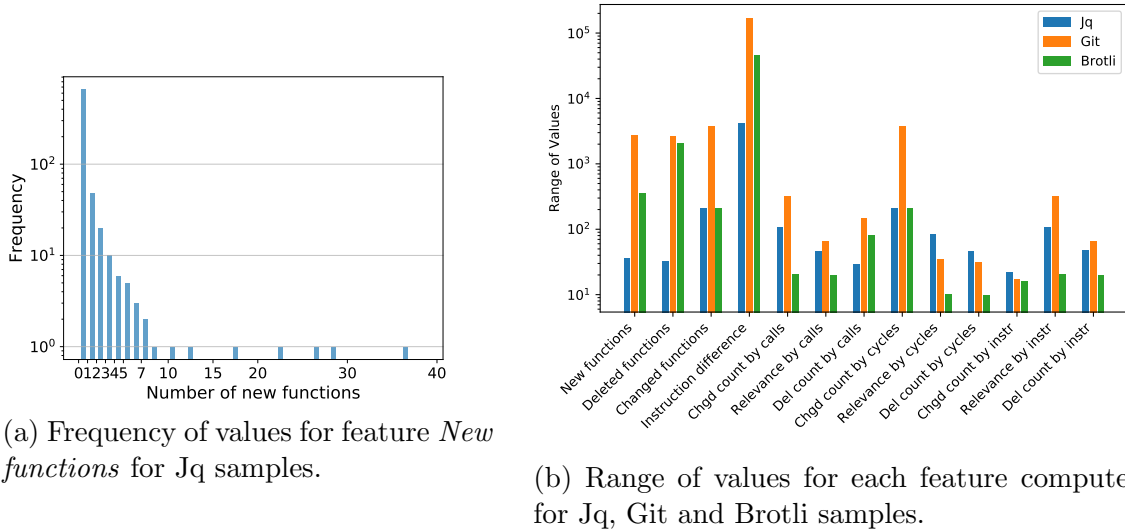 10²
10¹
10⁰
Frequency
012345 7 10 15 20 25 30 35 40
Number of new functions
(a) Frequency of values for feature New
functions for Jq samples.
10⁵
10⁴
10³
10²
10¹
Range of Values
Jq
Git
Brotli
New functions
Deleted functions
Changed functions
Instruction difference
Chgd count by calls
Relevance by calls
Del count by calls
Chgd count by cycles
Relevance by cycles
Del count by cycles
Chgd count by instr
Relevance by instr
Del count by instr
(b) Range of values for each feature compute
for Jq, Git and Brotli samples.